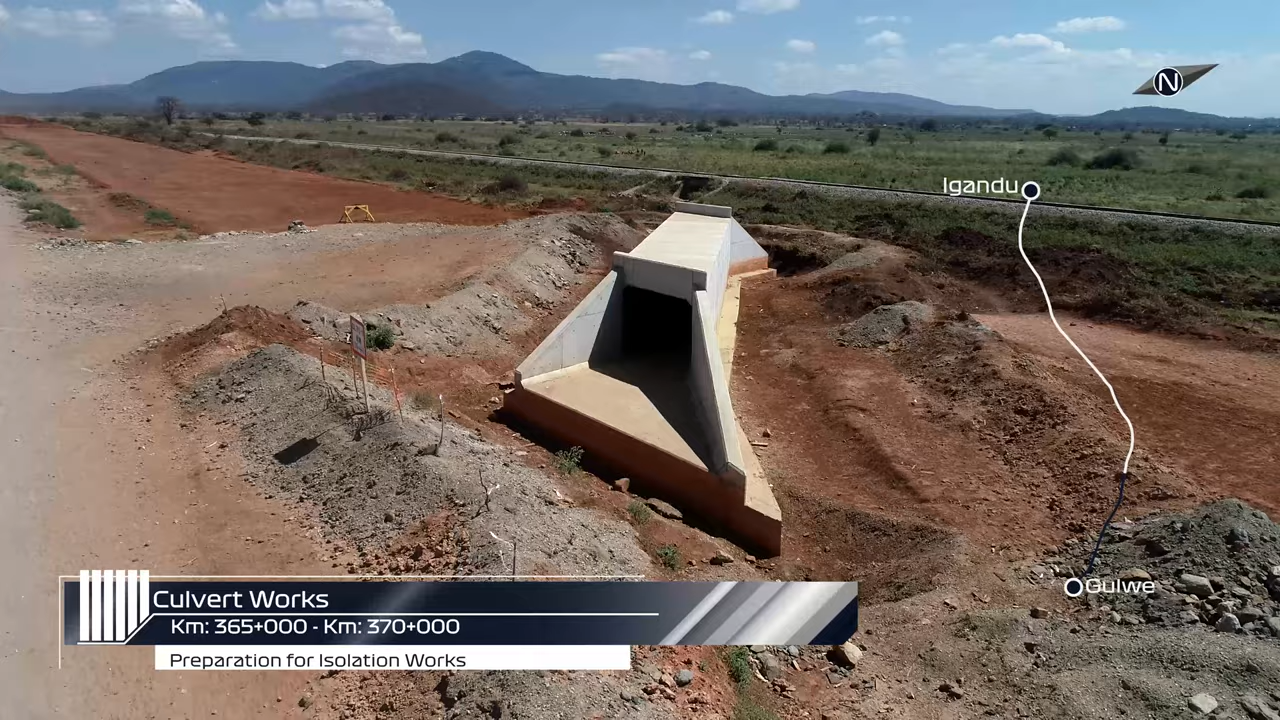 N
Igandu
Gulwe
Culvert Works
Km: 365+000 - Km: 370+000
Preparation for Isolation Works